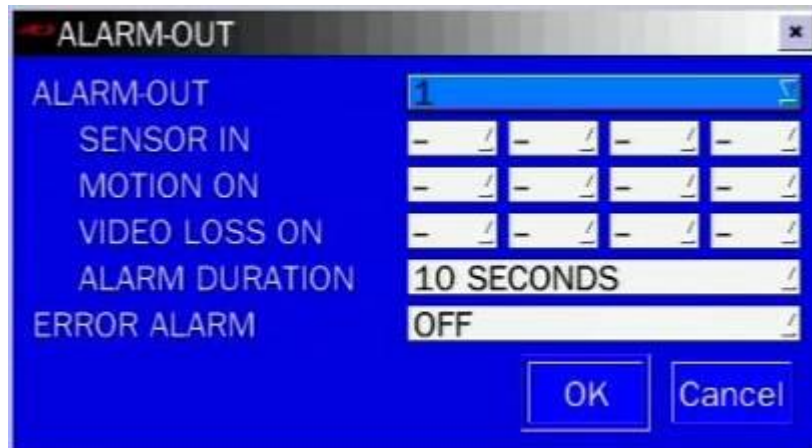 ALARM-OUT
ALARM-OUT 1
SENSOR IN - - - -
MOTION ON - - - -
VIDEO LOSS ON - - - -
ALARM DURATION 10 SECONDS
ERROR ALARM OFF
OK Cancel